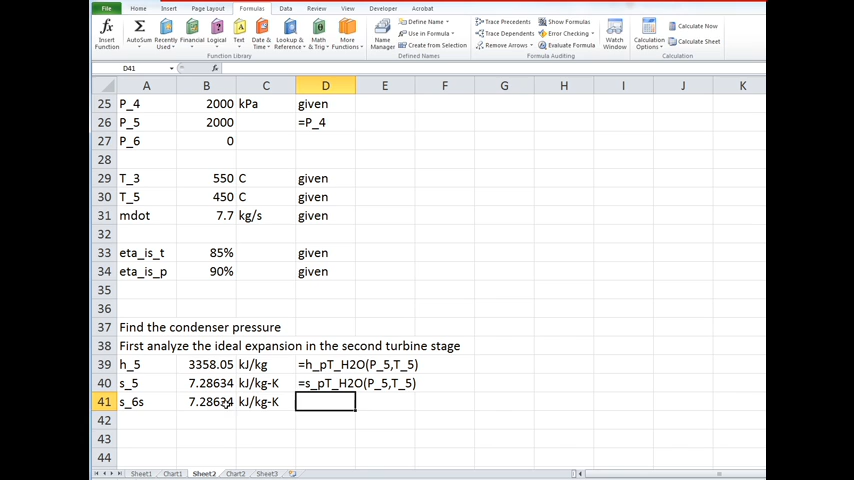 File Home Insert Page Layout Formulas Data Review View Developer Acrobat
Insert Function AutoSum Recently Used Financial Logical Text Date & Time Lookup & Reference Math & Trig More Functions Name Manager Define Name Use in Formula Create from Selection Trace Precedents Trace Dependents Remove Arrows Show Formulas Error Checking Evaluate Formula Watch Window Calculation Options Calculate Now Calculate Sheet
Function Library Defined Names Formula Auditing Calculation
D41 fx
A B C D E F G H I J K
25 P_4 2000 kPa given
26 P_5 2000 =P_4
27 P_6 0
28
29 T_3 550 C given
30 T_5 450 C given
31 mdot 7.7 kg/s given
32
33 eta_is_t 85% given
34 eta_is_p 90% given
35
36
37 Find the condenser pressure
38 First analyze the ideal expansion in the second turbine stage
39 h_5 3358.05 kJ/kg =h_pT_H2O(P_5,T_5)
40 s_5 7.28634 kJ/kg-K =s_pT_H2O(P_5,T_5)
41 s_6s 7.28634 kJ/kg-K
42
43
44
Sheet1 Chart1 Sheet2 Chart2 Sheet3